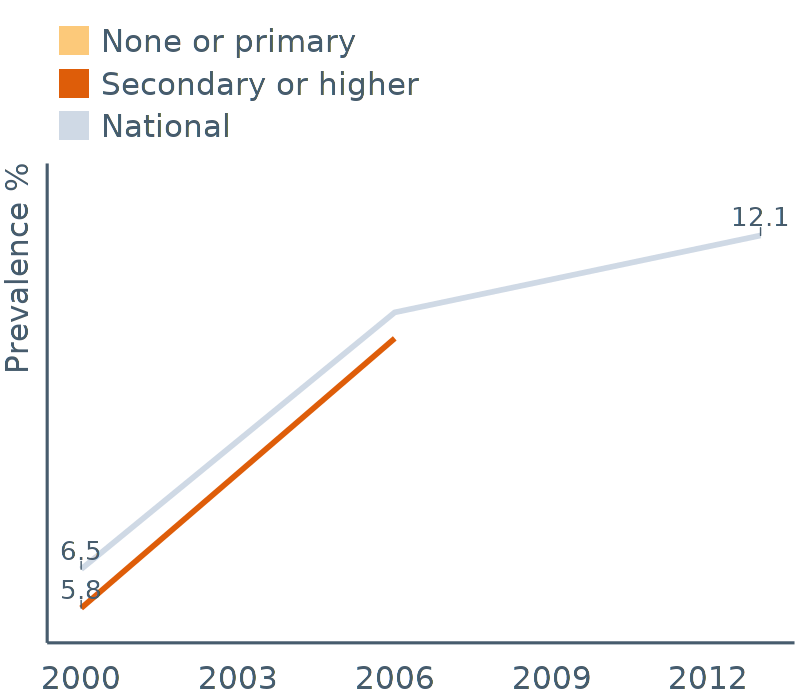 None or primary
Secondary or higher
National
Prevalence %
12.1
6.5
5.8
2000 2003 2006 2009 2012